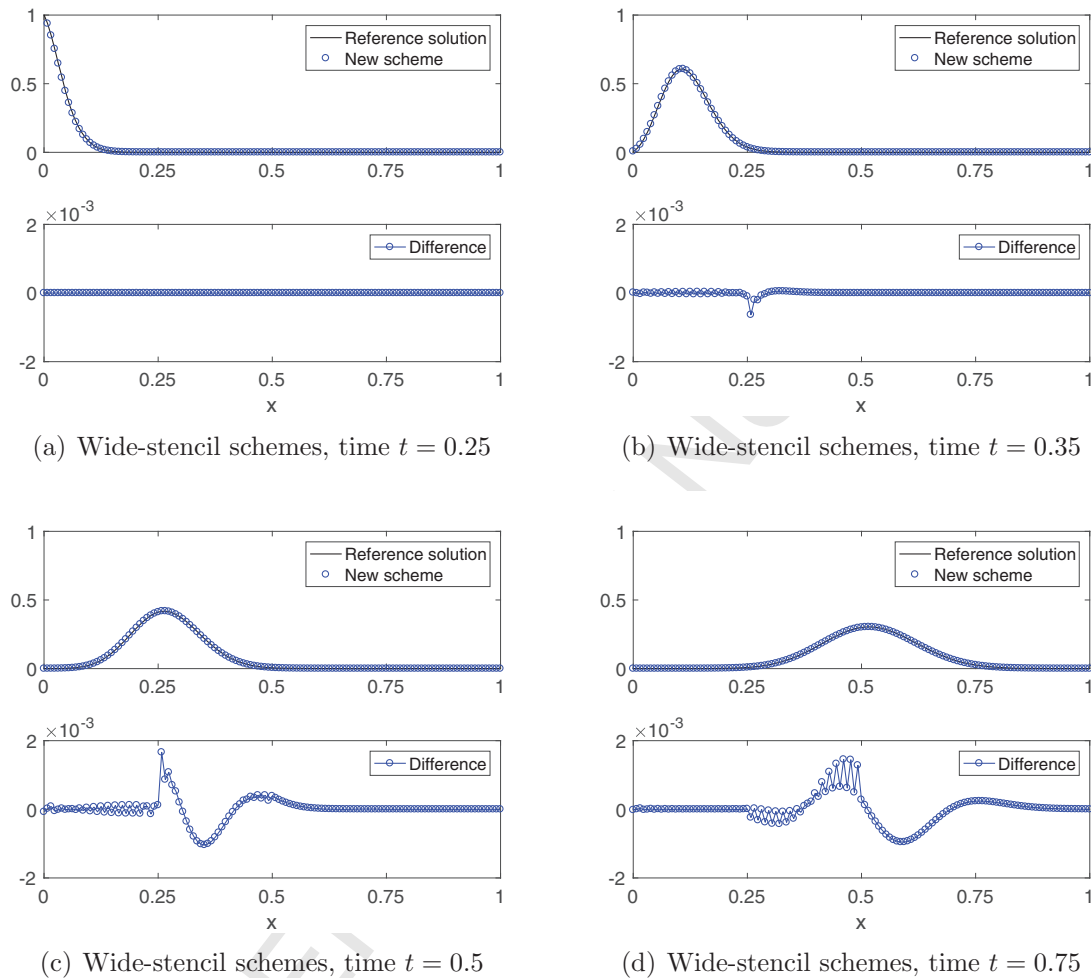 1
0.5
0
Reference solution
New scheme
0 0.25 0.5 0.75 1
×10⁻³
2
0
-2
Difference
0 0.25 0.5 0.75 1
x
(a) Wide-stencil schemes, time t = 0.25
1
0.5
0
Reference solution
New scheme
0 0.25 0.5 0.75 1
×10⁻³
2
0
-2
Difference
0 0.25 0.5 0.75 1
x
(b) Wide-stencil schemes, time t = 0.35
1
0.5
0
Reference solution
New scheme
0 0.25 0.5 0.75 1
×10⁻³
2
0
-2
Difference
0 0.25 0.5 0.75 1
x
(c) Wide-stencil schemes, time t = 0.5
1
0.5
0
Reference solution
New scheme
0 0.25 0.5 0.75 1
×10⁻³
2
0
-2
Difference
0 0.25 0.5 0.75 1
x
(d) Wide-stencil schemes, time t = 0.75